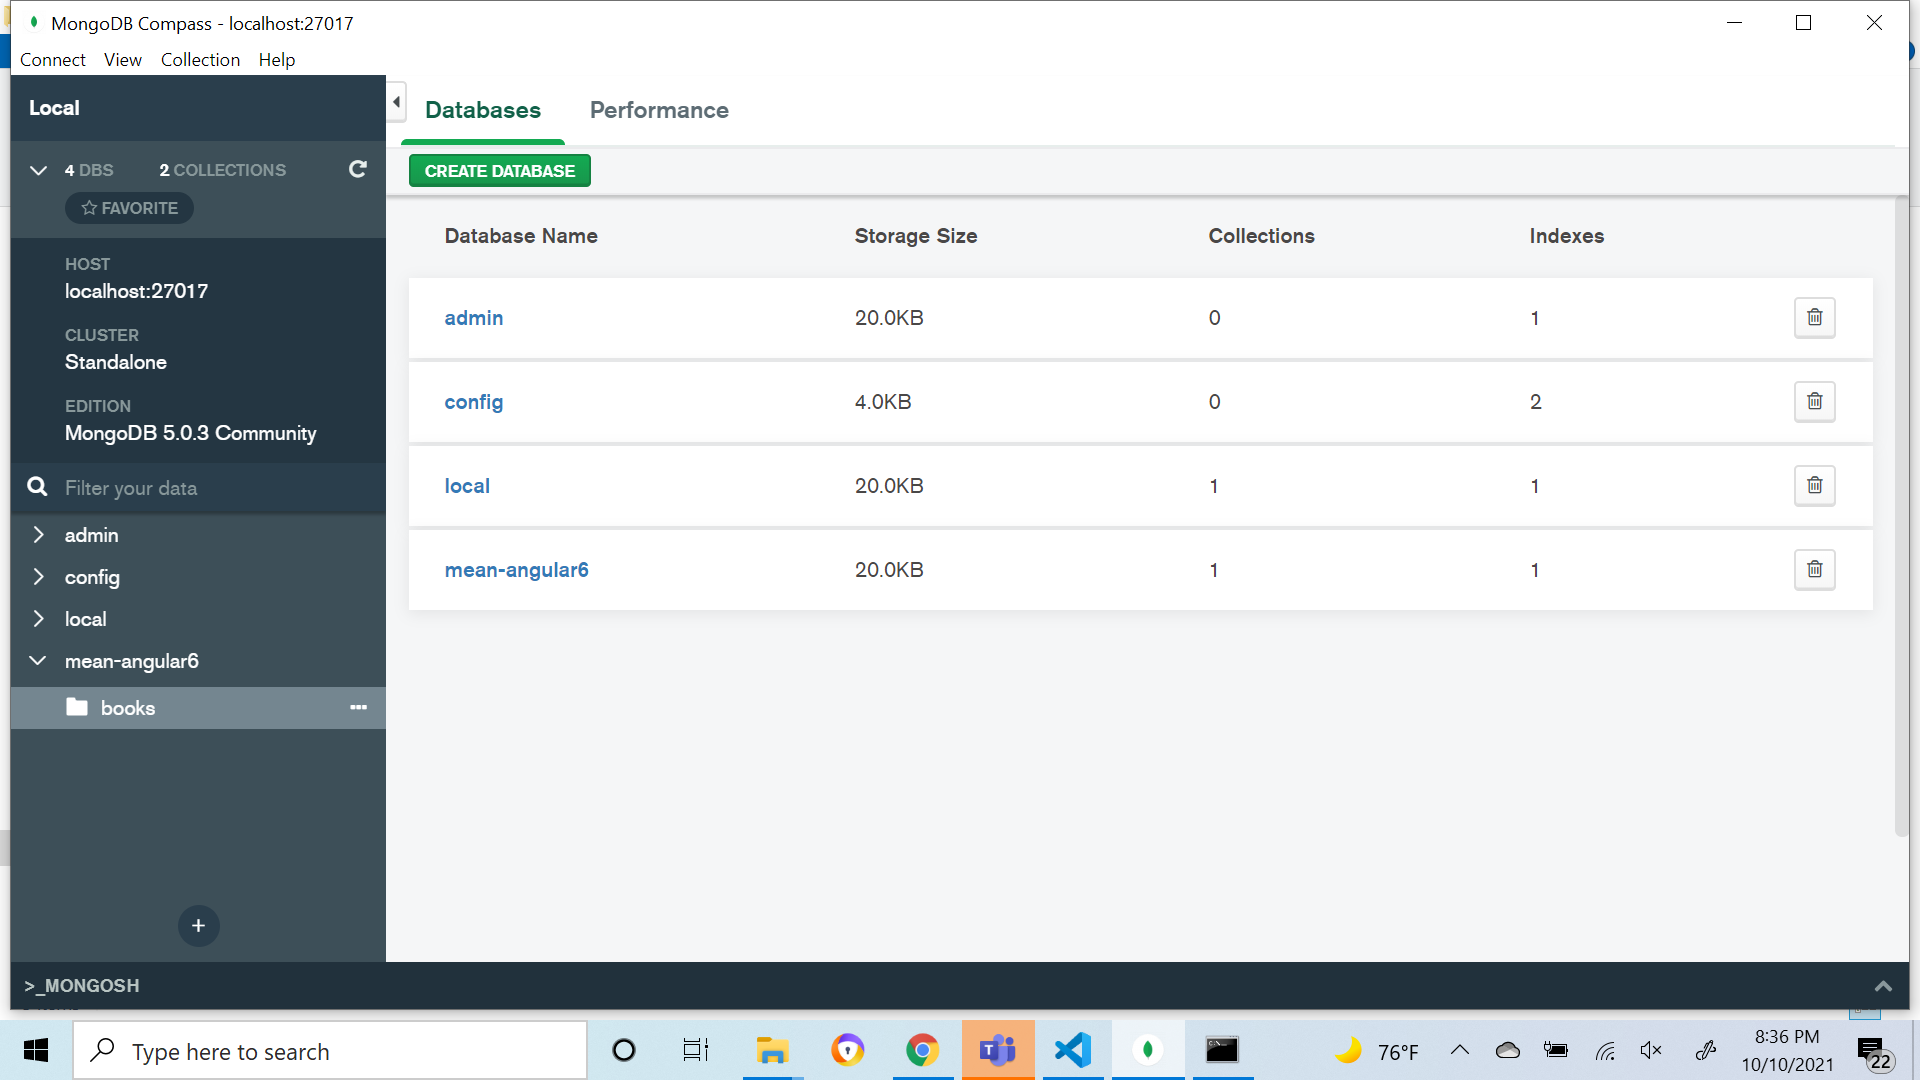 MongoDB Compass - localhost:27017
Connect View Collection Help
Local
4 DBS 2 COLLECTIONS
FAVORITE
HOST
localhost:27017
CLUSTER
Standalone
EDITION
MongoDB 5.0.3 Community
Filter your data
admin
config
local
mean-angular6
books
Databases Performance
CREATE DATABASE
Database Name Storage Size Collections Indexes
admin 20.0KB 0 1
config 4.0KB 0 2
local 20.0KB 1 1
mean-angular6 20.0KB 1 1
>_MONGOSH
Type here to search
76°F
8:36 PM
10/10/2021
22